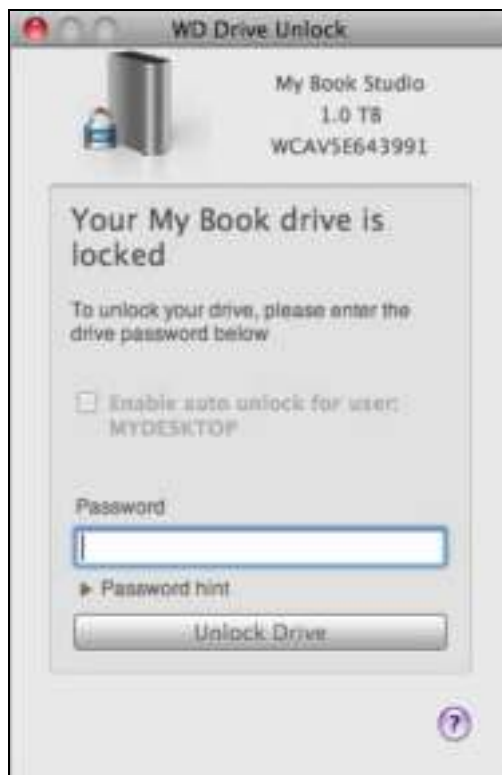 WD Drive Unlock
My Book Studio
1.0 TB
WCAV5E643991
Your My Book drive is
locked
To unlock your drive, please enter the
drive password below
Enable auto unlock for user:
MYDESKTOP
Password
Password hint
Unlock Drive
?